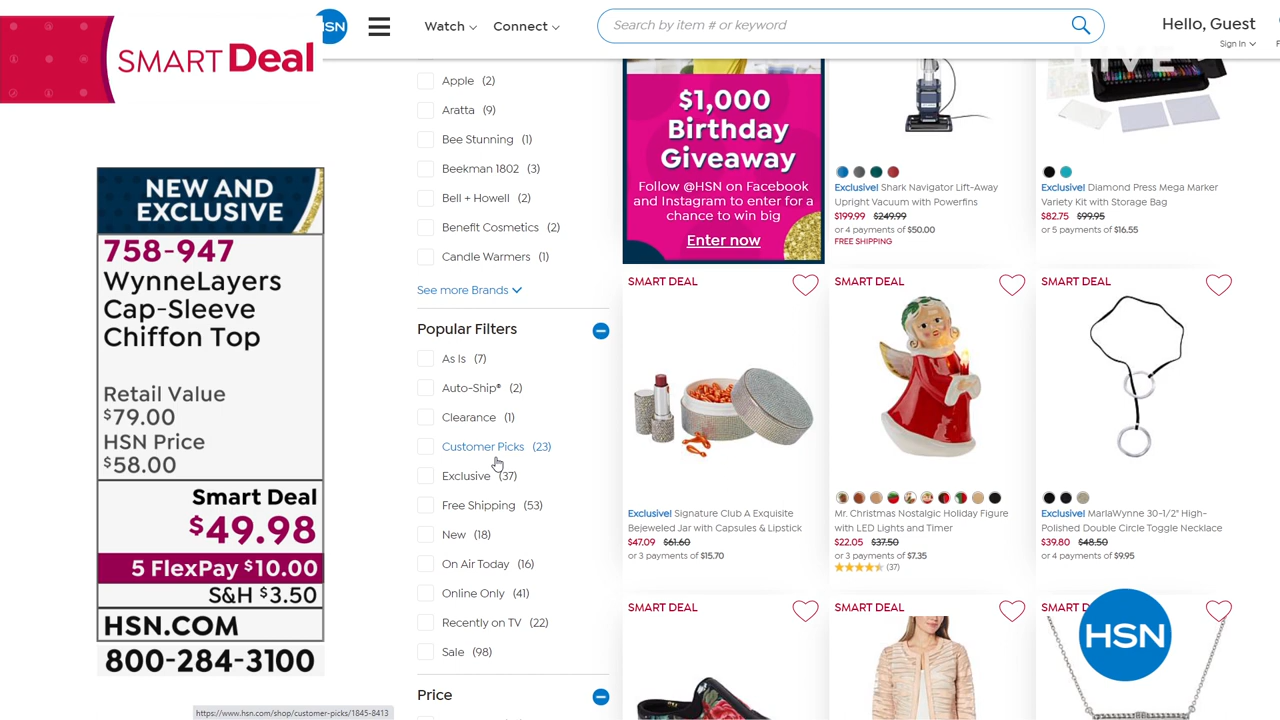 SMART Deal
HSN
Watch
Connect
Search by item # or keyword
Hello, Guest
Sign In
LIVE
NEW AND
EXCLUSIVE
758-947
WynneLayers
Cap-Sleeve
Chiffon Top
Retail Value
$79.00
HSN Price
$58.00
Smart Deal
$49.98
5 FlexPay $10.00
S&H $3.50
HSN.COM
800-284-3100
Apple (2)
Aratta (9)
Bee Stunning (1)
Beekman 1802 (3)
Bell + Howell (2)
Benefit Cosmetics (2)
Candle Warmers (1)
See more Brands
Popular Filters
As Is (7)
Auto-Ship® (2)
Clearance (1)
Customer Picks (23)
Exclusive (37)
Free Shipping (53)
New (18)
On Air Today (16)
Online Only (41)
Recently on TV (22)
Sale (98)
Price
$1,000
Birthday
Giveaway
Follow @HSN on Facebook
and Instagram to enter for a
chance to win big
Enter now
Exclusive! Shark Navigator Lift-Away
Upright Vacuum with Powerfins
$199.99 $249.99
or 4 payments of $50.00
FREE SHIPPING
Exclusive! Diamond Press Mega Marker
Variety Kit with Storage Bag
$82.75 $99.95
or 5 payments of $16.55
SMART DEAL
Exclusive! Signature Club A Exquisite
Bejeweled Jar with Capsules & Lipstick
$47.09 $61.60
or 3 payments of $15.70
SMART DEAL
Mr. Christmas Nostalgic Holiday Figure
with LED Lights and Timer
$22.05 $37.50
or 3 payments of $7.35
(37)
SMART DEAL
Exclusive! MarlaWynne 30-1/2" High-
Polished Double Circle Toggle Necklace
$39.80 $48.50
or 4 payments of $9.95
SMART DEAL
SMART DEAL
SMART D
HSN
https://www.hsn.com/shop/customer-picks/1845-8413